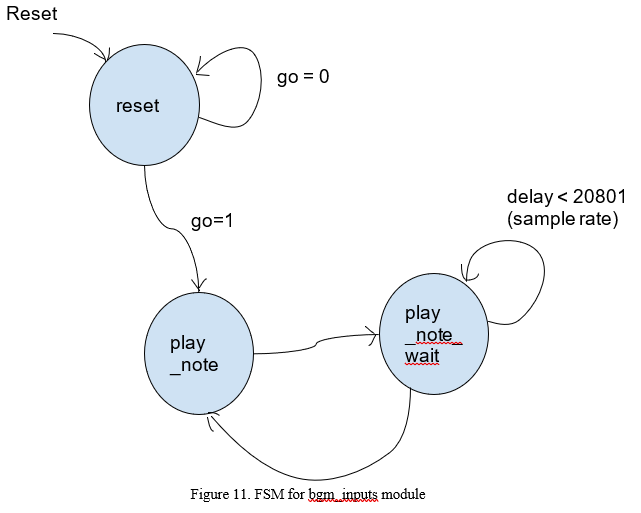 Reset
reset
go = 0
go=1
delay < 20801
(sample rate)
play
_note
play
_note_
wait
Figure 11. FSM for bgm_inputs module